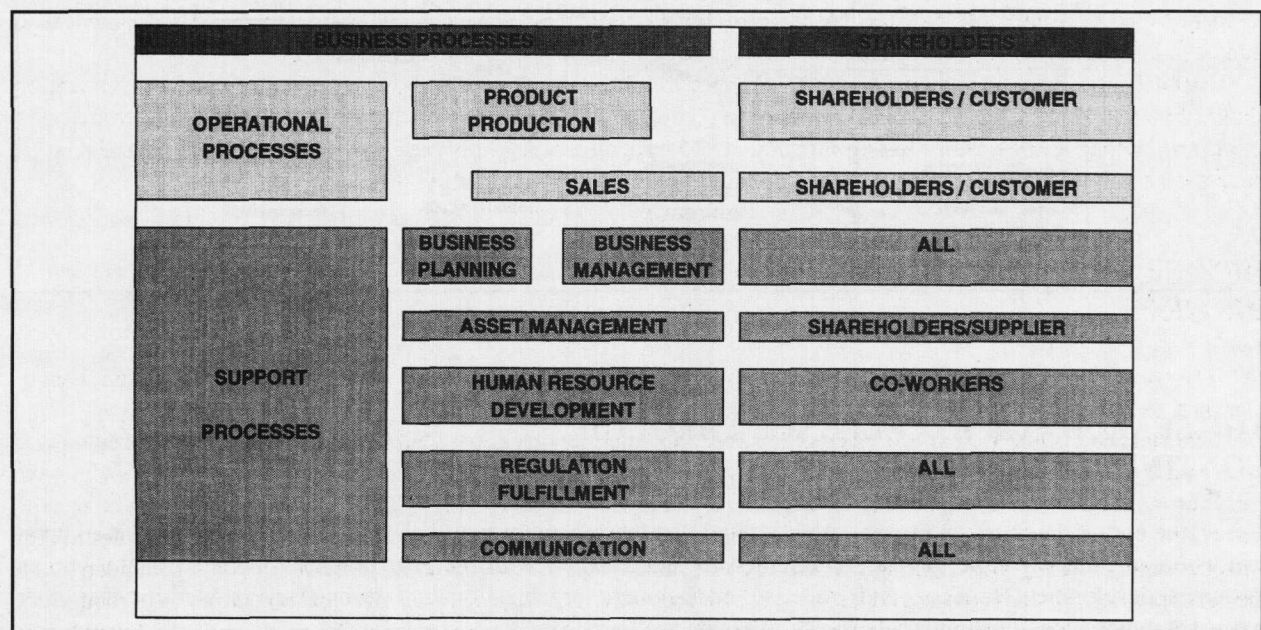 BUSINESS PROCESSES
STAKEHOLDERS
OPERATIONAL
PROCESSES
PRODUCT
PRODUCTION
SHAREHOLDERS / CUSTOMER
SALES
SHAREHOLDERS / CUSTOMER
SUPPORT
PROCESSES
BUSINESS
PLANNING
BUSINESS
MANAGEMENT
ALL
ASSET MANAGEMENT
SHAREHOLDERS/SUPPLIER
HUMAN RESOURCE
DEVELOPMENT
CO-WORKERS
REGULATION
FULFILLMENT
ALL
COMMUNICATION
ALL